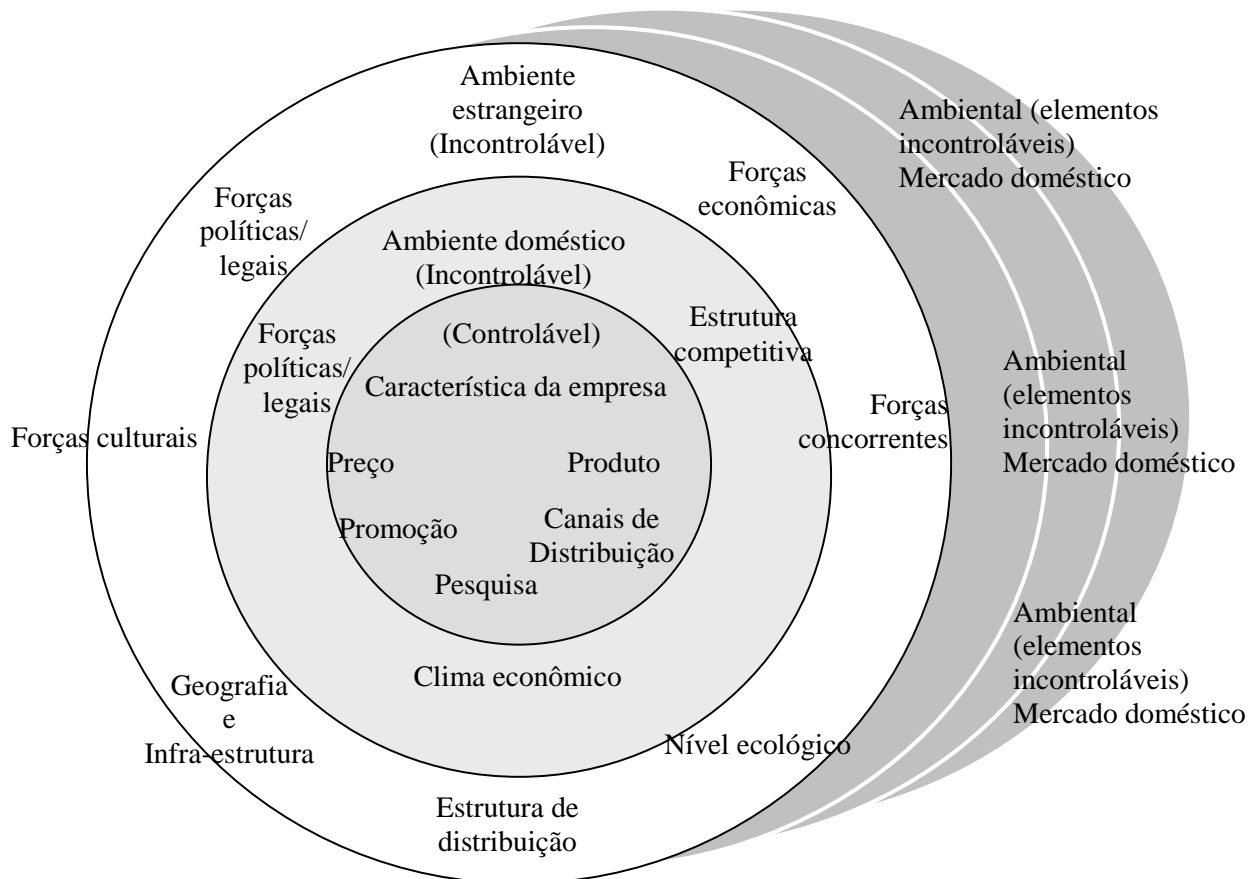 Ambiente
estrangeiro
(Incontrolável)
Ambiental (elementos
incontroláveis)
Mercado doméstico
Forças
econômicas
Forças
políticas/
legais
Ambiente doméstico
(Incontrolável)
Estrutura
competitiva
Forças
políticas/
legais
(Controlável)
Característica da empresa
Ambiental
(elementos
incontroláveis)
Mercado doméstico
Forças
concorrentes
Forças culturais
Preço
Produto
Promoção
Canais de
Distribuição
Pesquisa
Ambiental
(elementos
incontroláveis)
Mercado doméstico
Clima econômico
Geografia
e
Infra-estrutura
Nível ecológico
Estrutura de
distribuição